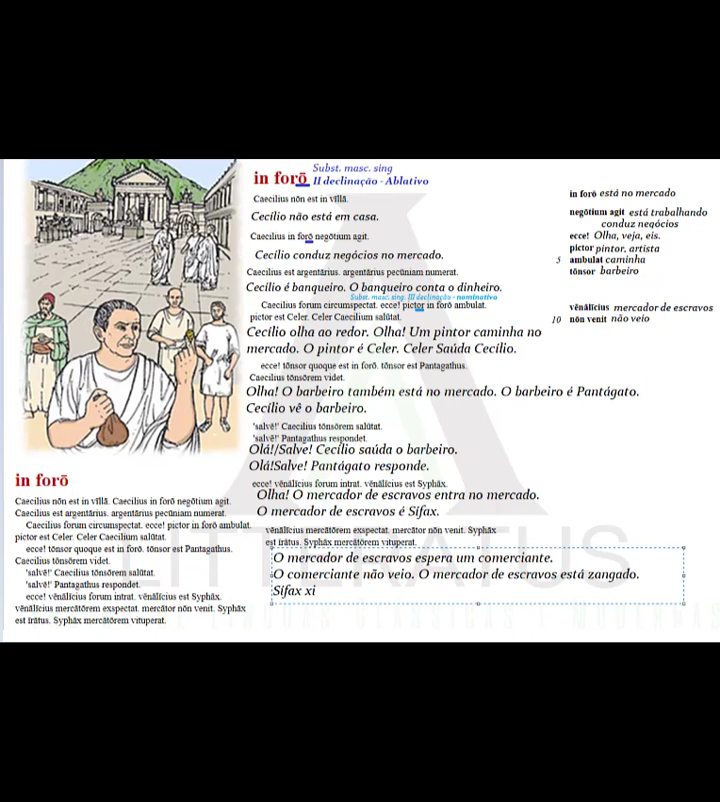 in forō
Subst. masc. sing
II declinação - Ablativo
Caecilius nōn est in vīllā.
Cecílio não está em casa.
Caecilius in forō negōtium agit.
Cecílio conduz negócios no mercado.
Caecilius est argentārius. argentārius pecūniam numerat.
Cecílio é banqueiro. O banqueiro conta o dinheiro.
Subst. masc. sing. III declinação - nominativo
Caecilius forum circumspectat. ecce! pictor in forō ambulat.
pictor est Celer. Celer Caecilium salūtat.
Cecílio olha ao redor. Olha! Um pintor caminha no
mercado. O pintor é Celer. Celer Saúda Cecílio.
ecce! tōnsor quoque est in forō. tōnsor est Pantagathus.
Caecilius tōnsōrem videt.
Olha! O barbeiro também está no mercado. O barbeiro é Pantágato.
Cecílio vê o barbeiro.
'salvē!' Caecilius tōnsōrem salūtat.
'salvē!' Pantagathus respondet.
Olá!/Salve! Cecílio saúda o barbeiro.
Olá!Salve! Pantágato responde.
ecce! vēnālīcius forum intrat. vēnālīcius est Syphāx.
Olha! O mercador de escravos entra no mercado.
O mercador de escravos é Sífax.
vēnālīcius mercātōrem exspectat. mercātor nōn venit. Syphāx
est īrātus. Syphāx mercātōrem vituperat.
O mercador de escravos espera um comerciante.
O comerciante não veio. O mercador de escravos está zangado.
Sífax xi
in forō está no mercado
negōtium agit está trabalhando
conduz negócios
ecce! Olha, veja, eis.
pictor pintor, artista
5 ambulat caminha
tōnsor barbeiro
vēnālīcius mercador de escravos
10 nōn venit não veio
in forō
Caecilius nōn est in vīllā. Caecilius in forō negōtium agit.
Caecilius est argentārius. argentārius pecūniam numerat.
Caecilius forum circumspectat. ecce! pictor in forō ambulat.
pictor est Celer. Celer Caecilium salūtat.
ecce! tōnsor quoque est in forō. tōnsor est Pantagathus.
Caecilius tōnsōrem videt.
'salvē!' Caecilius tōnsōrem salūtat.
'salvē!' Pantagathus respondet.
ecce! vēnālīcius forum intrat. vēnālīcius est Syphāx.
vēnālīcius mercātōrem exspectat. mercātor nōn venit. Syphāx
est īrātus. Syphāx mercātōrem vituperat.
LITTERATUS